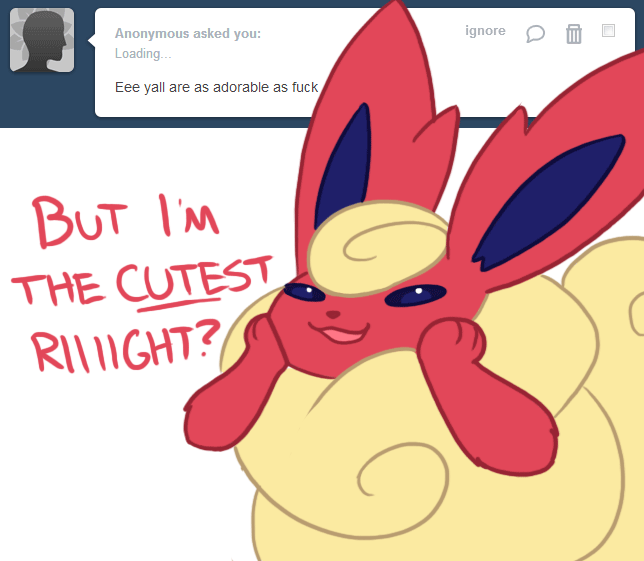 Anonymous asked you:
ignore
Loading...
Eee yall are as adorable as fuck
BUT I'M
THE CUTEST
RIIIIGHT?